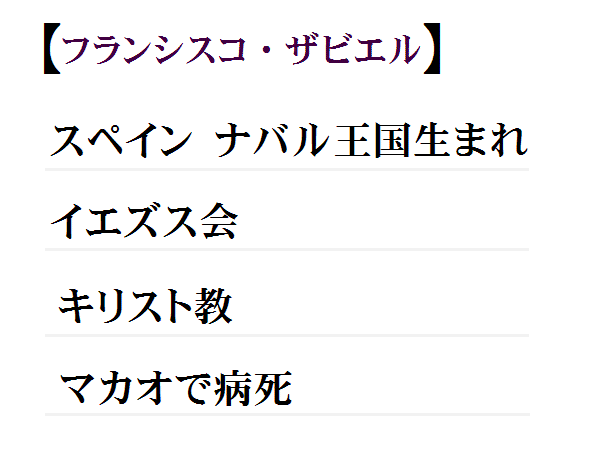 【フランシスコ・ザビエル】
スペイン ナバル王国生まれ
イエズス会
キリスト教
マカオで病死